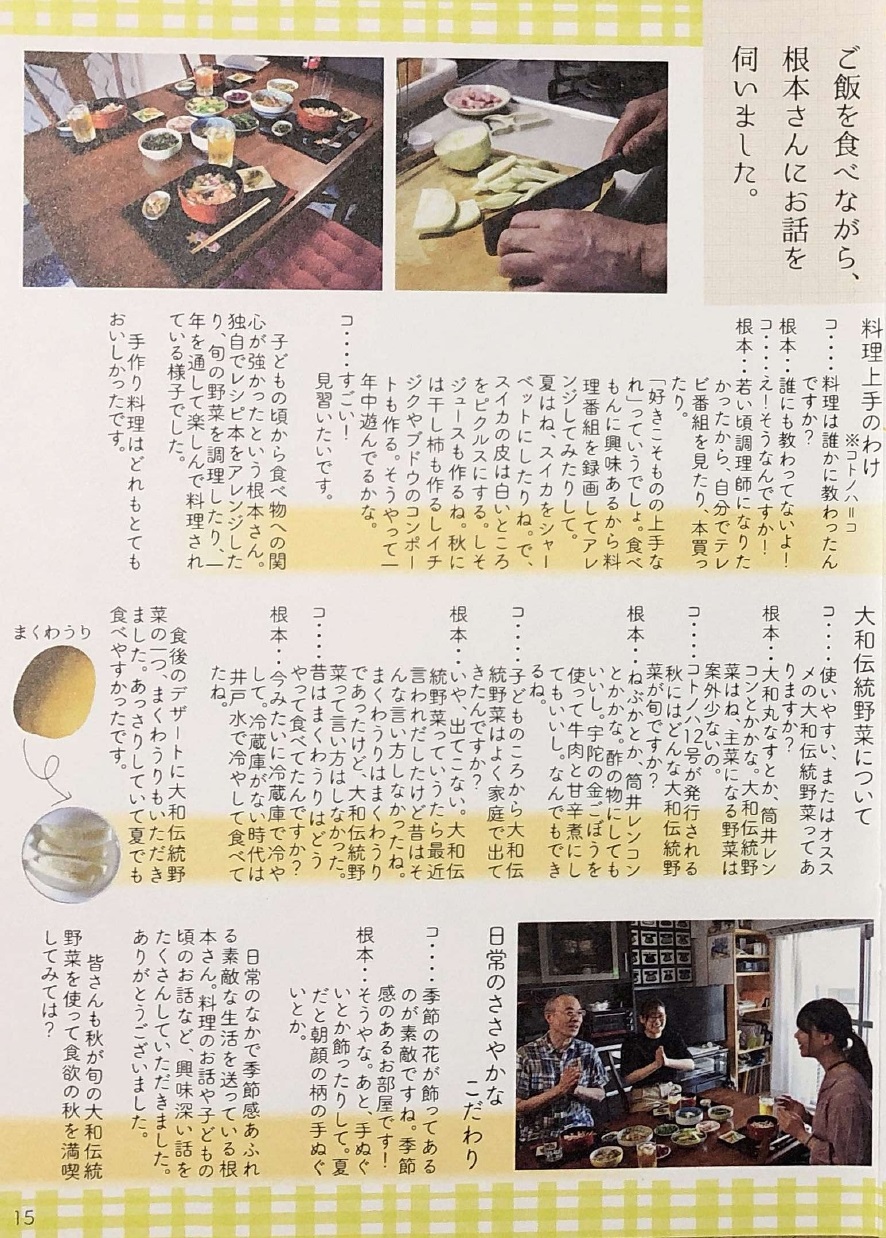 ご飯を食べながら、
根本さんにお話を
伺いました。
料理上手のわけ
※コトノハ=コ
コ‥‥料理は誰かに教わったん
ですか?
根本‥誰にも教わってないよ!
コ‥‥え!そうなんですか!
根本‥若い頃調理師になりた
かったから、自分でテレ
ビ番組を見たり、本買っ
たり。
「好きこそものの上手な
れ」っていうでしょ。食べ
もんに興味あるから料
理番組を録画してアレ
ンジしてみたりして。
夏はね、スイカをシャー
ベットにしたりね。で、
スイカの皮は白いところ
をピクルスにする。しそ
ジュースも作るね。秋に
は干し柿も作るしイチ
ジクやブドウのコンポー
トも作る。そうやって一
年中遊んでるかな。
コ‥‥すごい!
見習いたいです。
子どもの頃から食べ物への関
心が強かったという根本さん。
独自でレシピ本をアレンジした
り、旬の野菜を調理したり、一
年を通して楽しんで料理され
ている様子でした。
手作り料理はどれもとても
おいしかったです。
大和伝統野菜について
コ‥‥使いやすい、またはオスス
メの大和伝統野菜ってあ
りますか?
根本‥大和丸なすとか、筒井レン
コンとかかな。大和伝統野
菜はね、主菜になる野菜は
案外少ないの。
コ‥‥コトノハ12号が発行される
秋にはどんな大和伝統野
菜が旬ですか?
根本‥ねぶかとか、筒井レンコン
とかかな。酢の物にしても
いいし。宇陀の金ごぼうを
使って牛肉と甘辛煮にし
てもいいし。なんでもでき
るね。
コ‥‥子どものころから大和伝
統野菜はよく家庭で出て
きたんですか?
根本‥いや、出てこない。大和伝
統野菜っていうたら最近
言われだしたけど昔はそ
んな言い方しなかったね。
まくわうりはまくわうり
であったけど、大和伝統野
菜って言い方はしなかった。
コ‥‥昔はまくわうりはどう
やって食べてたんですか?
根本‥今みたいに冷蔵庫で冷や
して。冷蔵庫がない時代は
井戸水で冷やして食べて
たね。
食後のデザートに大和伝統野
菜の一つ、まくわうりもいただき
ました。あっさりしていて夏でも
食べやすかったです。
まくわうり
日常のささやかな
こだわり
コ‥‥季節の花が飾ってある
のが素敵ですね。季節
感のあるお部屋です!
根本‥そうやな。あと、手ぬぐ
いとか飾ったりして。夏
だと朝顔の柄の手ぬぐ
いとか。
日常のなかで季節感あふれ
る素敵な生活を送っている根
本さん。料理のお話や子どもの
頃のお話など、興味深い話を
たくさんしていただきました。
ありがとうございました。
皆さんも秋が旬の大和伝統
野菜を使って食欲の秋を満喫
してみては?
15